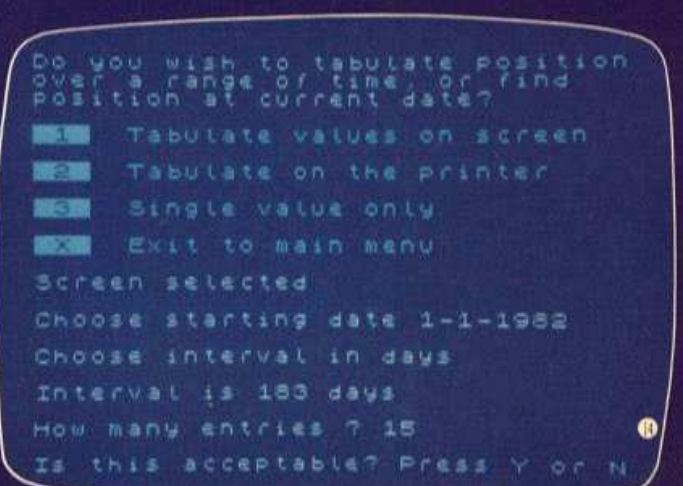 Do you wish to tabulate position
over a range of time, or find
position at current date?
1 Tabulate values on screen
2 Tabulate on the printer
3 Single value only
X Exit to main menu
Screen selected
Choose starting date 1-1-1982
Choose interval in days
Interval is 183 days
How many entries ? 15
14
Is this acceptable? Press Y or N